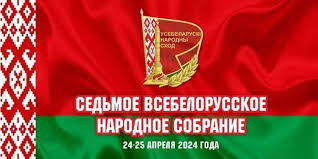 УСЕБЕЛАРУСКІ
НАРОДНЫ
СХОД
СЕДЬМОЕ ВСЕБЕЛОРУССКОЕ
НАРОДНОЕ СОБРАНИЕ
24-25 АПРЕЛЯ 2024 ГОДА